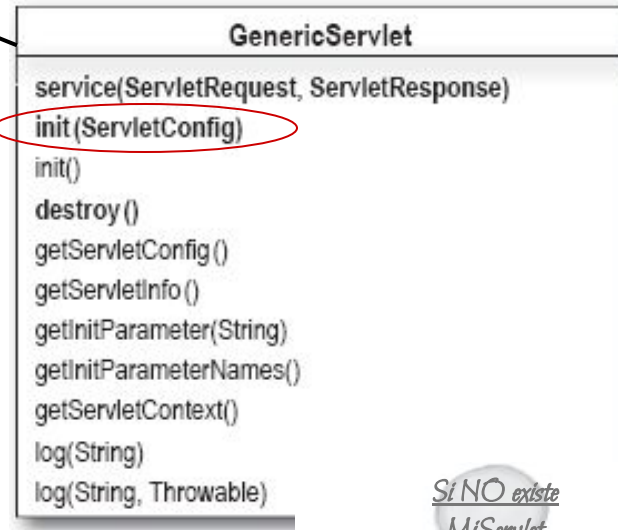 GenericServlet
service(ServletRequest, ServletResponse)
init(ServletConfig)
init()
destroy()
getServletConfig()
getServletInfo()
getInitParameter(String)
getInitParameterNames()
getServletContext()
log(String)
log(String, Throwable)
Si NO existe
MiServlet